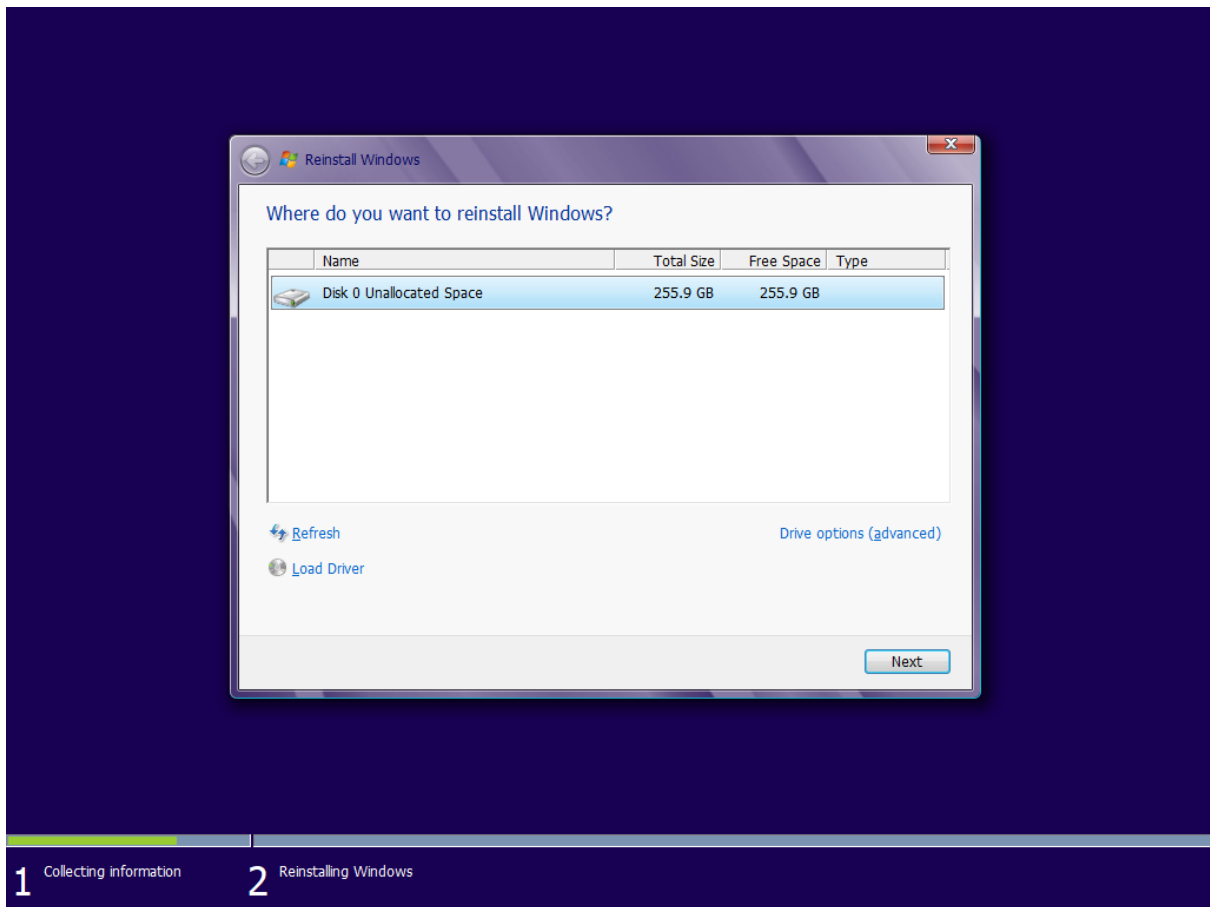 Reinstall Windows
Where do you want to reinstall Windows?
Name Total Size Free Space Type
Disk 0 Unallocated Space 255.9 GB 255.9 GB
Refresh Drive options (advanced)
Load Driver
Next
1 Collecting information 2 Reinstalling Windows